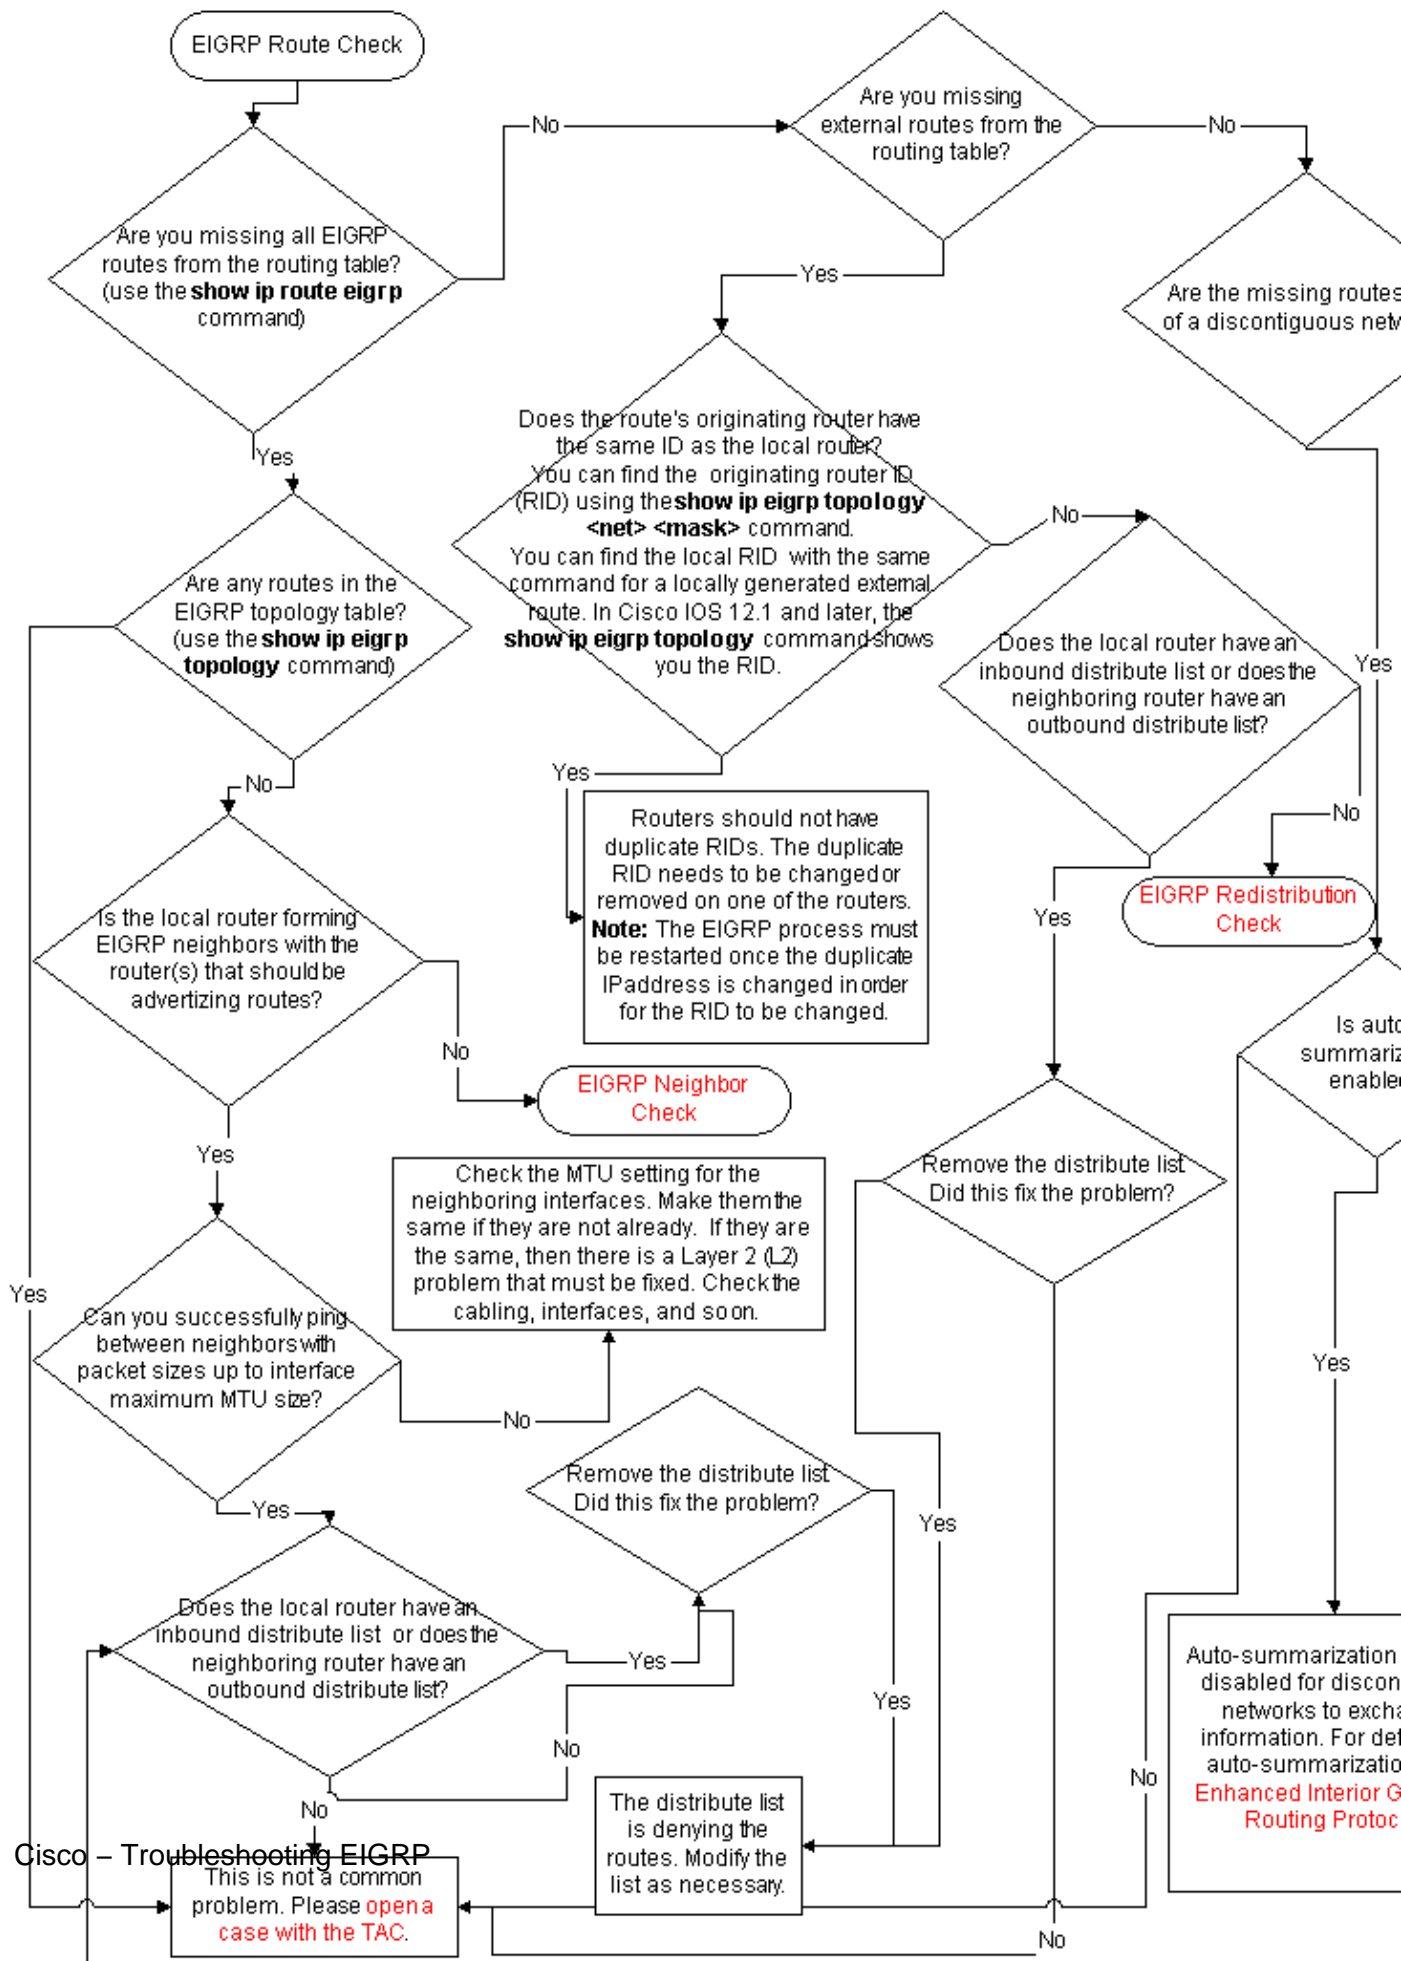 EIGRP Route Check
Are you missing all EIGRP
routes from the routing table?
(use the show ip route eigrp
command)
No
Are you missing
external routes from the
routing table?
No
Are the missing routes
of a discontiguous
Yes
Does the route's originating router have
the same ID as the local router?
You can find the originating router ID
(RID) using the show ip eigrp topology
<net> <mask> command.
You can find the local RID with the same
command for a locally generated external
route. In Cisco IOS 12.1 and later, the
show ip eigrp topology command shows
you the RID.
Yes
Are any routes in the
EIGRP topology table?
(use the show ip eigrp
topology command)
No
Does the local router have an
inbound distribute list or does the
neighboring router have an
outbound distribute list?
Yes
No
Yes
Routers should not have
duplicate RIDs. The duplicate
RID needs to be changed or
removed on one of the routers.
Note: The EIGRP process must
be restarted once the duplicate
IPaddress is changed in order
for the RID to be changed.
No
EIGRP Redistribution
Check
Yes
Is the local router forming
EIGRP neighbors with the
router(s) that should be
advertizing routes?
No
EIGRP Neighbor
Check
Is
enabled
Yes
Check the MTU setting for the
neighboring interfaces. Make them the
same if they are not already. If they are
the same, then there is a Layer 2 (L2)
problem that must be fixed. Check the
cabling, interfaces, and so on.
Remove the distribute list
Did this fix the problem?
Yes
Can you successfully ping
between neighbors with
packet sizes up to interface
maximum MTU size?
No
Yes
Yes
Remove the distribute list
Did this fix the problem?
Yes
Yes
Does the local router have an
inbound distribute list or does the
neighboring router have an
outbound distribute list?
Yes
No
Yes
No
No
Auto-summarization
disabled for
networks to
information. For
Enhanced Interior
Routing
The distribute list
is denying the
routes. Modify the
list as necessary.
Cisco – Troubleshooting EIGRP
This is not a common
problem. Please open a
case with the TAC.
No